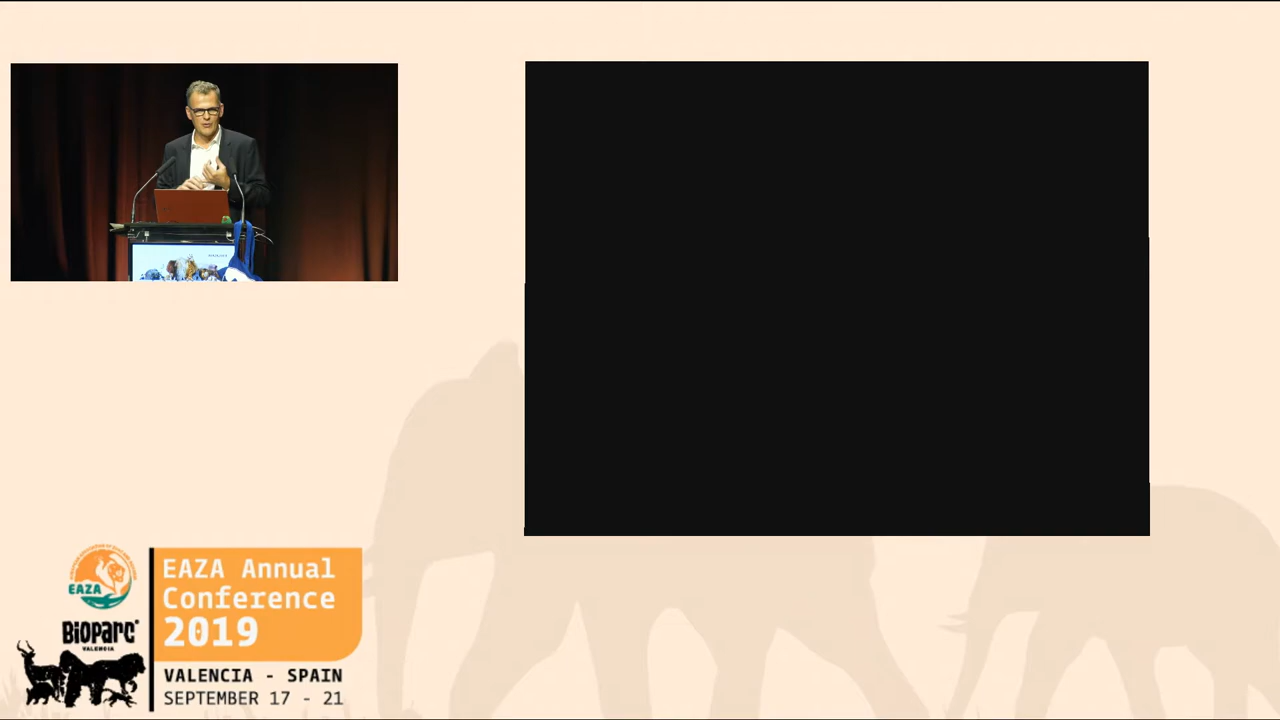 EAZA
BIOPARC
VALENCIA
EAZA Annual
Conference
2019
VALENCIA - SPAIN
SEPTEMBER 17 - 21